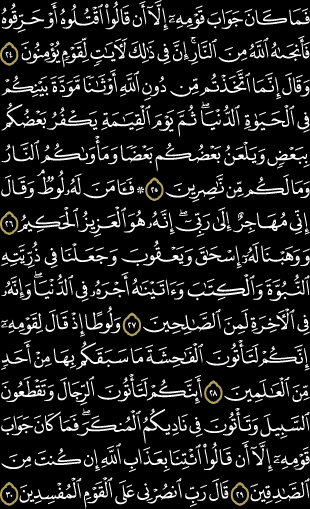 فَمَا كَانَ جَوَابَ قَوْمِهِۦٓ إِلَّآ أَن قَالُوا۟ ٱقْتُلُوهُ أَوْ حَرِّقُوهُ
فَأَنجَىٰهُ ٱللَّهُ مِنَ ٱلنَّارِ ۚ إِنَّ فِى ذَٰلِكَ لَـَٔايَـٰتٍ لِّقَوْمٍ يُؤْمِنُونَ ٢٤
وَقَالَ إِنَّمَا ٱتَّخَذْتُم مِّن دُونِ ٱللَّهِ أَوْثَـٰنًا مَّوَدَّةَ بَيْنِكُمْ
فِى ٱلْحَيَوٰةِ ٱلدُّنْيَا ۖ ثُمَّ يَوْمَ ٱلْقِيَـٰمَةِ يَكْفُرُ بَعْضُكُم
بِبَعْضٍ وَيَلْعَنُ بَعْضُكُم بَعْضًا وَمَأْوَىٰكُمُ ٱلنَّارُ
وَمَا لَكُم مِّن نَّـٰصِرِينَ ٢٥ ۞ فَـَٔامَنَ لَهُۥ لُوطٌ ۘ وَقَالَ
إِنِّى مُهَاجِرٌ إِلَىٰ رَبِّىٓ ۖ إِنَّهُۥ هُوَ ٱلْعَزِيزُ ٱلْحَكِيمُ ٢٦
وَوَهَبْنَا لَهُۥٓ إِسْحَـٰقَ وَيَعْقُوبَ وَجَعَلْنَا فِى ذُرِّيَّتِهِ
ٱلنُّبُوَّةَ وَٱلْكِتَـٰبَ وَءَاتَيْنَـٰهُ أَجْرَهُۥ فِى ٱلدُّنْيَا ۖ وَإِنَّهُۥ
فِى ٱلْـَٔاخِرَةِ لَمِنَ ٱلصَّـٰلِحِينَ ٢٧ وَلُوطًا إِذْ قَالَ لِقَوْمِهِۦٓ
إِنَّكُمْ لَتَأْتُونَ ٱلْفَـٰحِشَةَ مَا سَبَقَكُم بِهَا مِنْ أَحَدٍ
مِّنَ ٱلْعَـٰلَمِينَ ٢٨ أَئِنَّكُمْ لَتَأْتُونَ ٱلرِّجَالَ وَتَقْطَعُونَ
ٱلسَّبِيلَ وَتَأْتُونَ فِى نَادِيكُمُ ٱلْمُنكَرَ ۖ فَمَا كَانَ جَوَابَ
قَوْمِهِۦٓ إِلَّآ أَن قَالُوا۟ ٱئْتِنَا بِعَذَابِ ٱللَّهِ إِن كُنتَ مِنَ
ٱلصَّـٰدِقِينَ ٢٩ قَالَ رَبِّ ٱنصُرْنِى عَلَى ٱلْقَوْمِ ٱلْمُفْسِدِينَ ٣٠